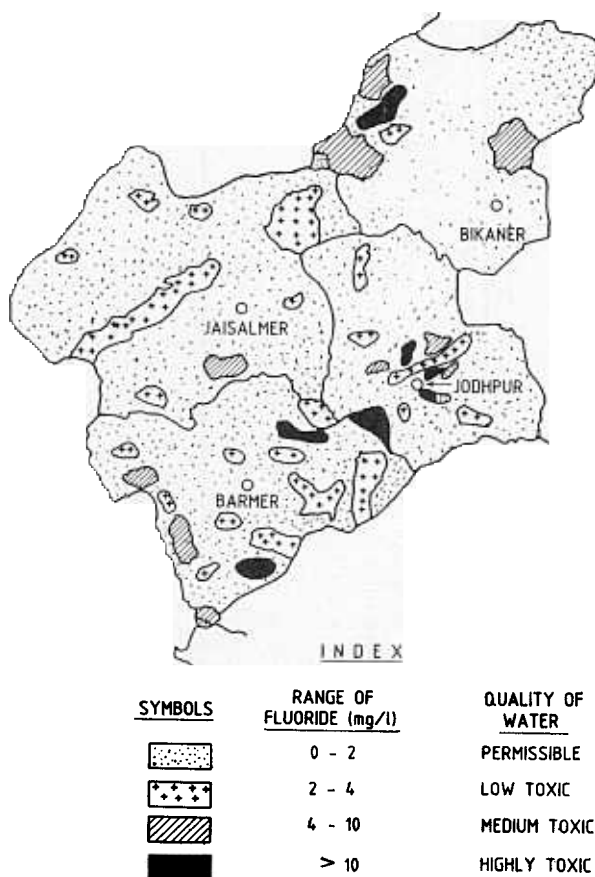 BIKANER
JAISALMER
JODHPUR
BARMER
INDEX
SYMBOLS RANGE OF FLUORIDE (mg/l) QUALITY OF WATER
0 - 2 PERMISSIBLE
2 - 4 LOW TOXIC
4 - 10 MEDIUM TOXIC
> 10 HIGHLY TOXIC